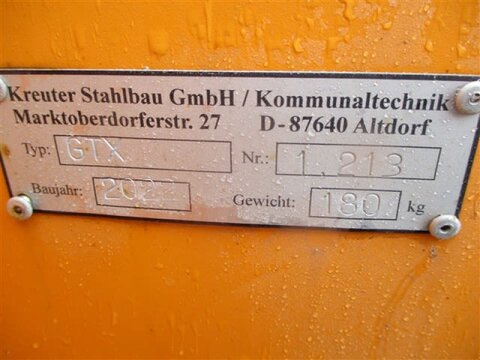 Kreuter Stahlbau GmbH / Kommunaltechnik
Marktoberdorferstr. 27 D-87640 Altdorf
Typ: GTX Nr.: 1.213
Baujahr: Gewicht: 180 kg